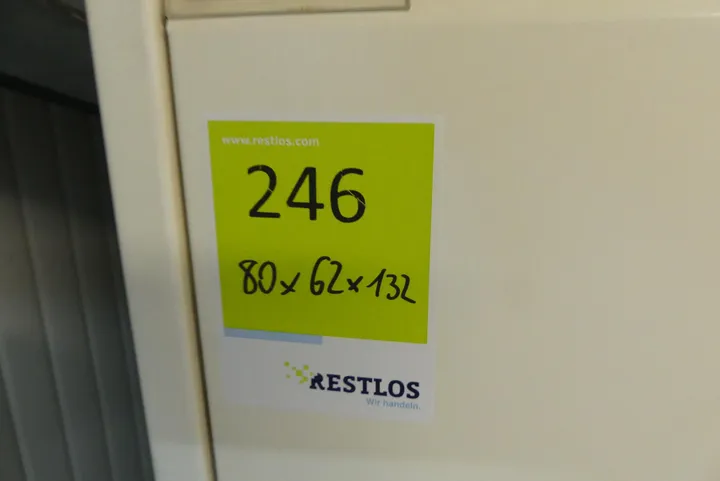 www.restlos.com
246
80x62x132
RESTLOS
Wir handeln.